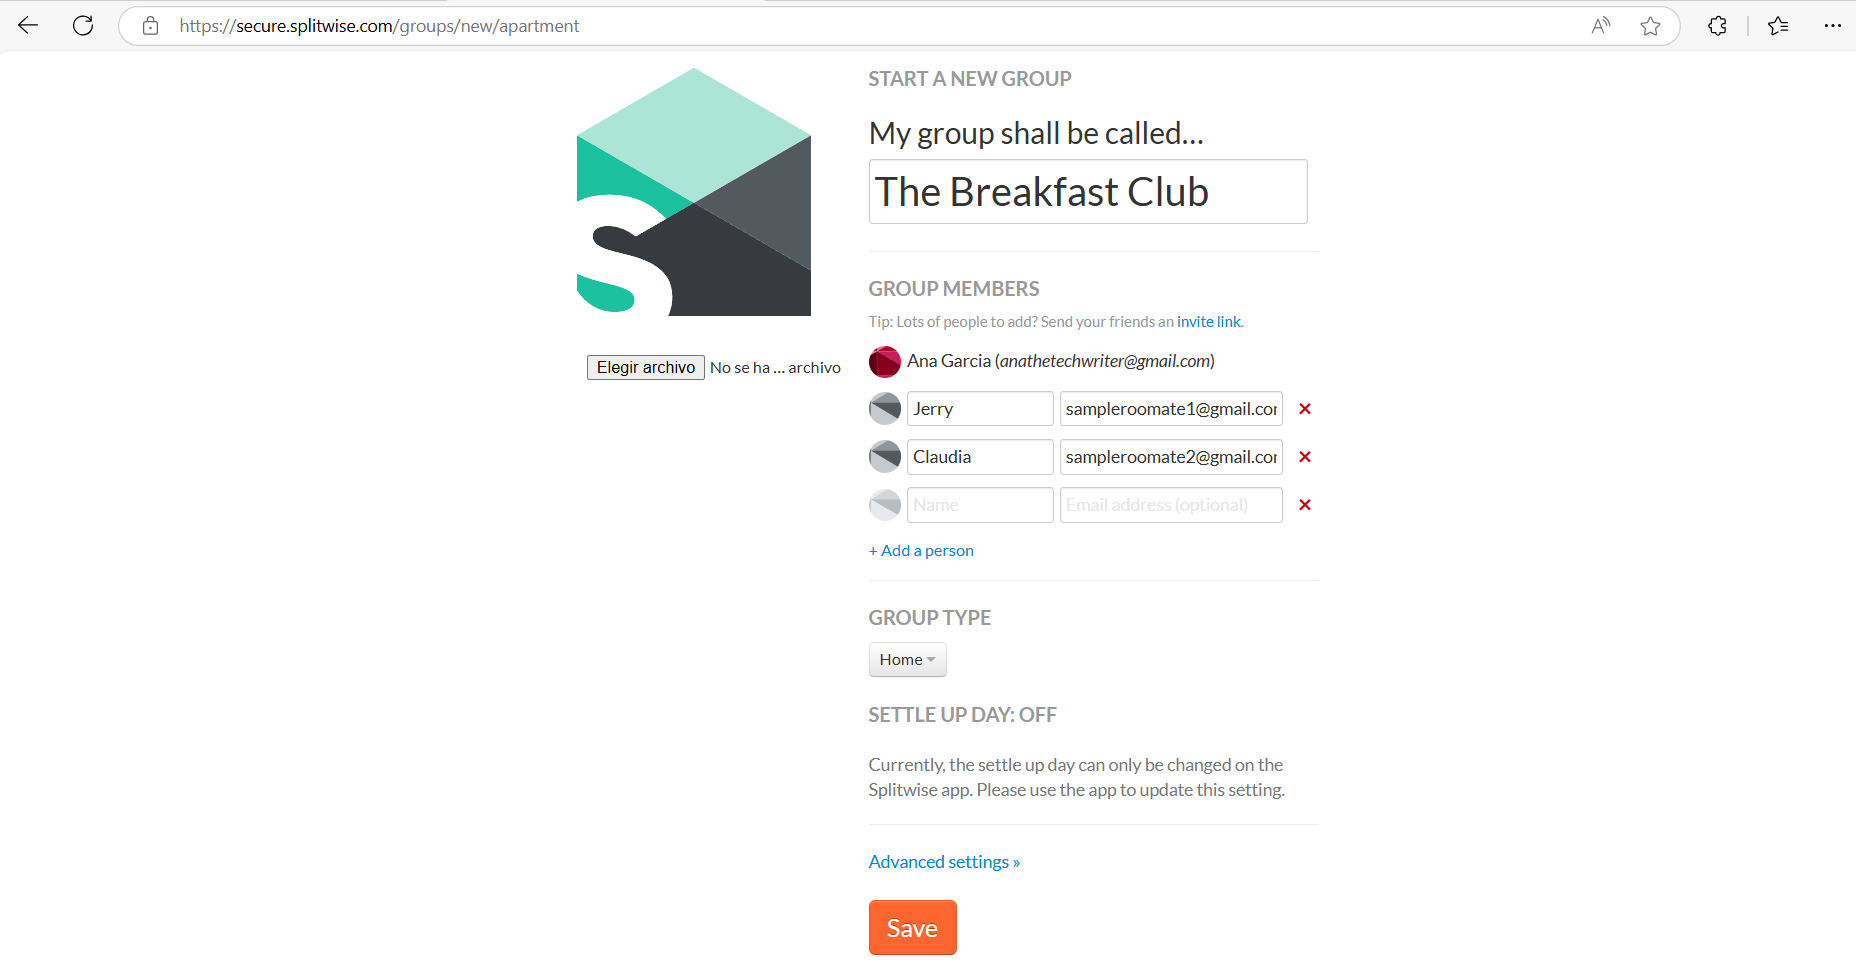 https://secure.splitwise.com/groups/new/apartment
START A NEW GROUP
My group shall be called...
The Breakfast Club
GROUP MEMBERS
Tip: Lots of people to add? Send your friends an invite link.
Elegir archivo No se ha ... archivo
Ana Garcia (anathetechwriter@gmail.com)
Jerry sampleroomate1@gmail.cor
Claudia sampleroomate2@gmail.cor
Name Email address (optional)
+ Add a person
GROUP TYPE
Home
SETTLE UP DAY: OFF
Currently, the settle up day can only be changed on the
Splitwise app. Please use the app to update this setting.
Advanced settings »
Save